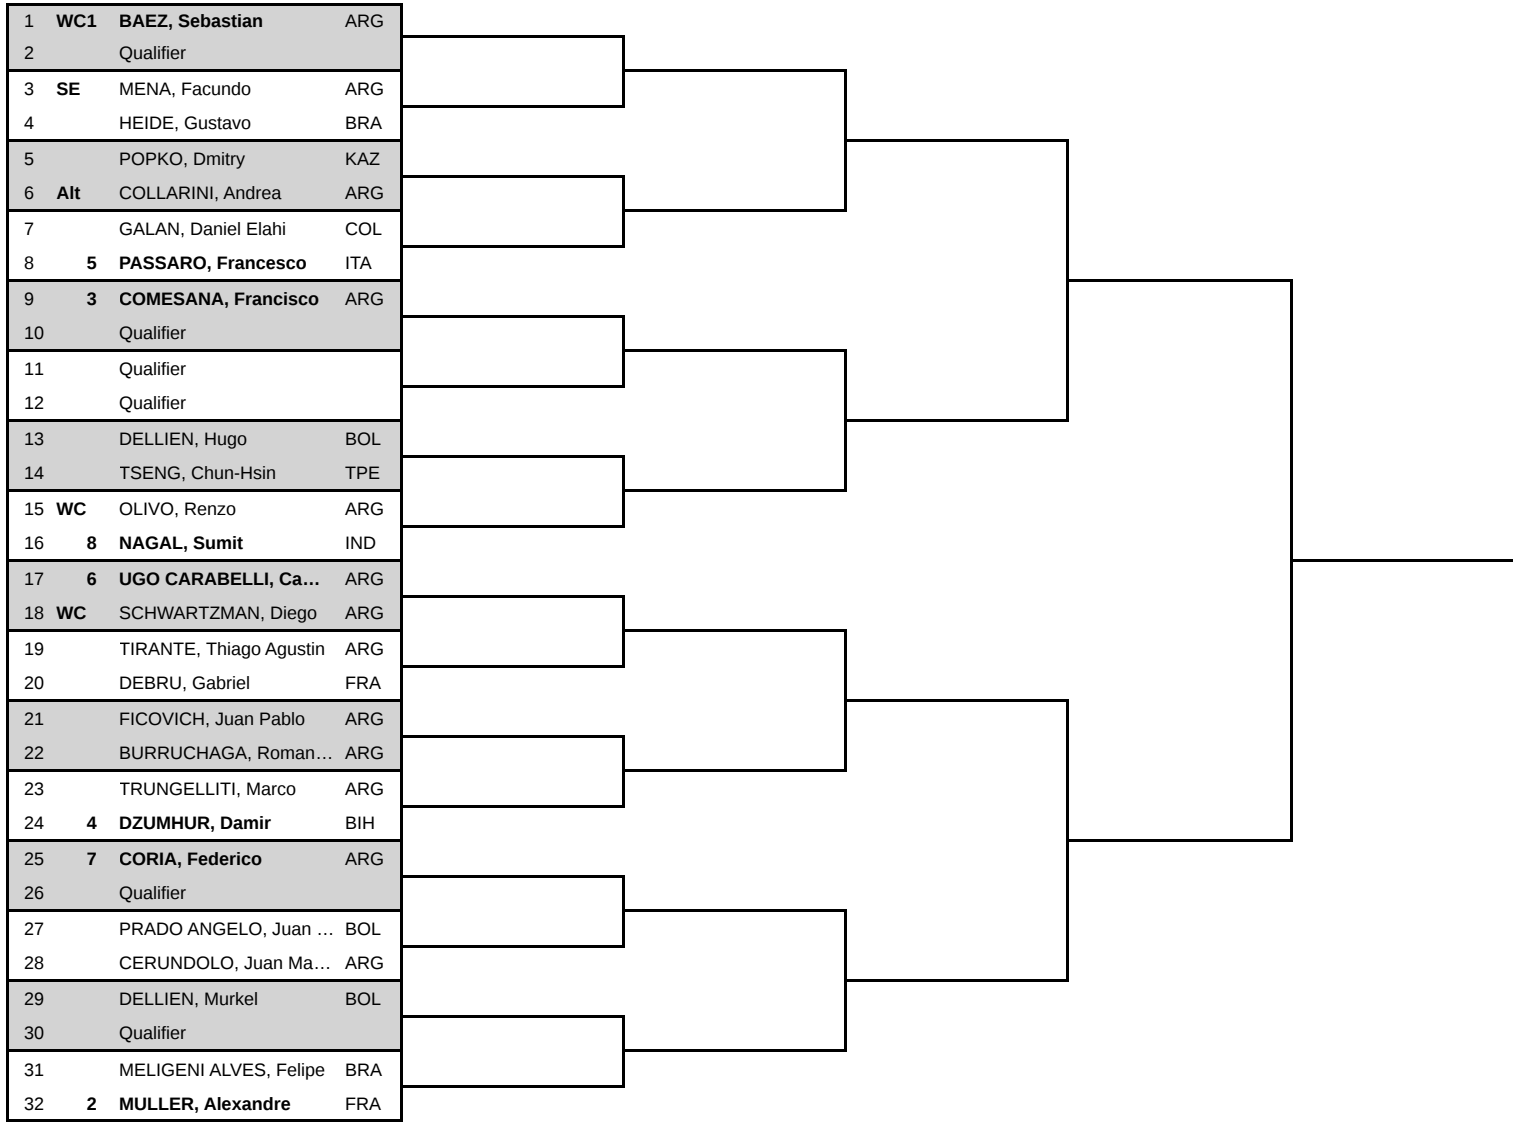 1 WC1 BAEZ, Sebastian ARG
2 Qualifier
3 SE MENA, Facundo ARG
4 HEIDE, Gustavo BRA
5 POPKO, Dmitry KAZ
6 Alt COLLARINI, Andrea ARG
7 GALAN, Daniel Elahi COL
8 5 PASSARO, Francesco ITA
9 3 COMESANA, Francisco ARG
10 Qualifier
11 Qualifier
12 Qualifier
13 DELLIEN, Hugo BOL
14 TSENG, Chun-Hsin TPE
15 WC OLIVO, Renzo ARG
16 8 NAGAL, Sumit IND
17 6 UGO CARABELLI, Ca... ARG
18 WC SCHWARTZMAN, Diego ARG
19 TIRANTE, Thiago Agustin ARG
20 DEBRU, Gabriel FRA
21 FICOVICH, Juan Pablo ARG
22 BURRUCHAGA, Roman... ARG
23 TRUNGELLITI, Marco ARG
24 4 DZUMHUR, Damir BIH
25 7 CORIA, Federico ARG
26 Qualifier
27 PRADO ANGELO, Juan ... BOL
28 CERUNDOLO, Juan Ma... ARG
29 DELLIEN, Murkel BOL
30 Qualifier
31 MELIGENI ALVES, Felipe BRA
32 2 MULLER, Alexandre FRA